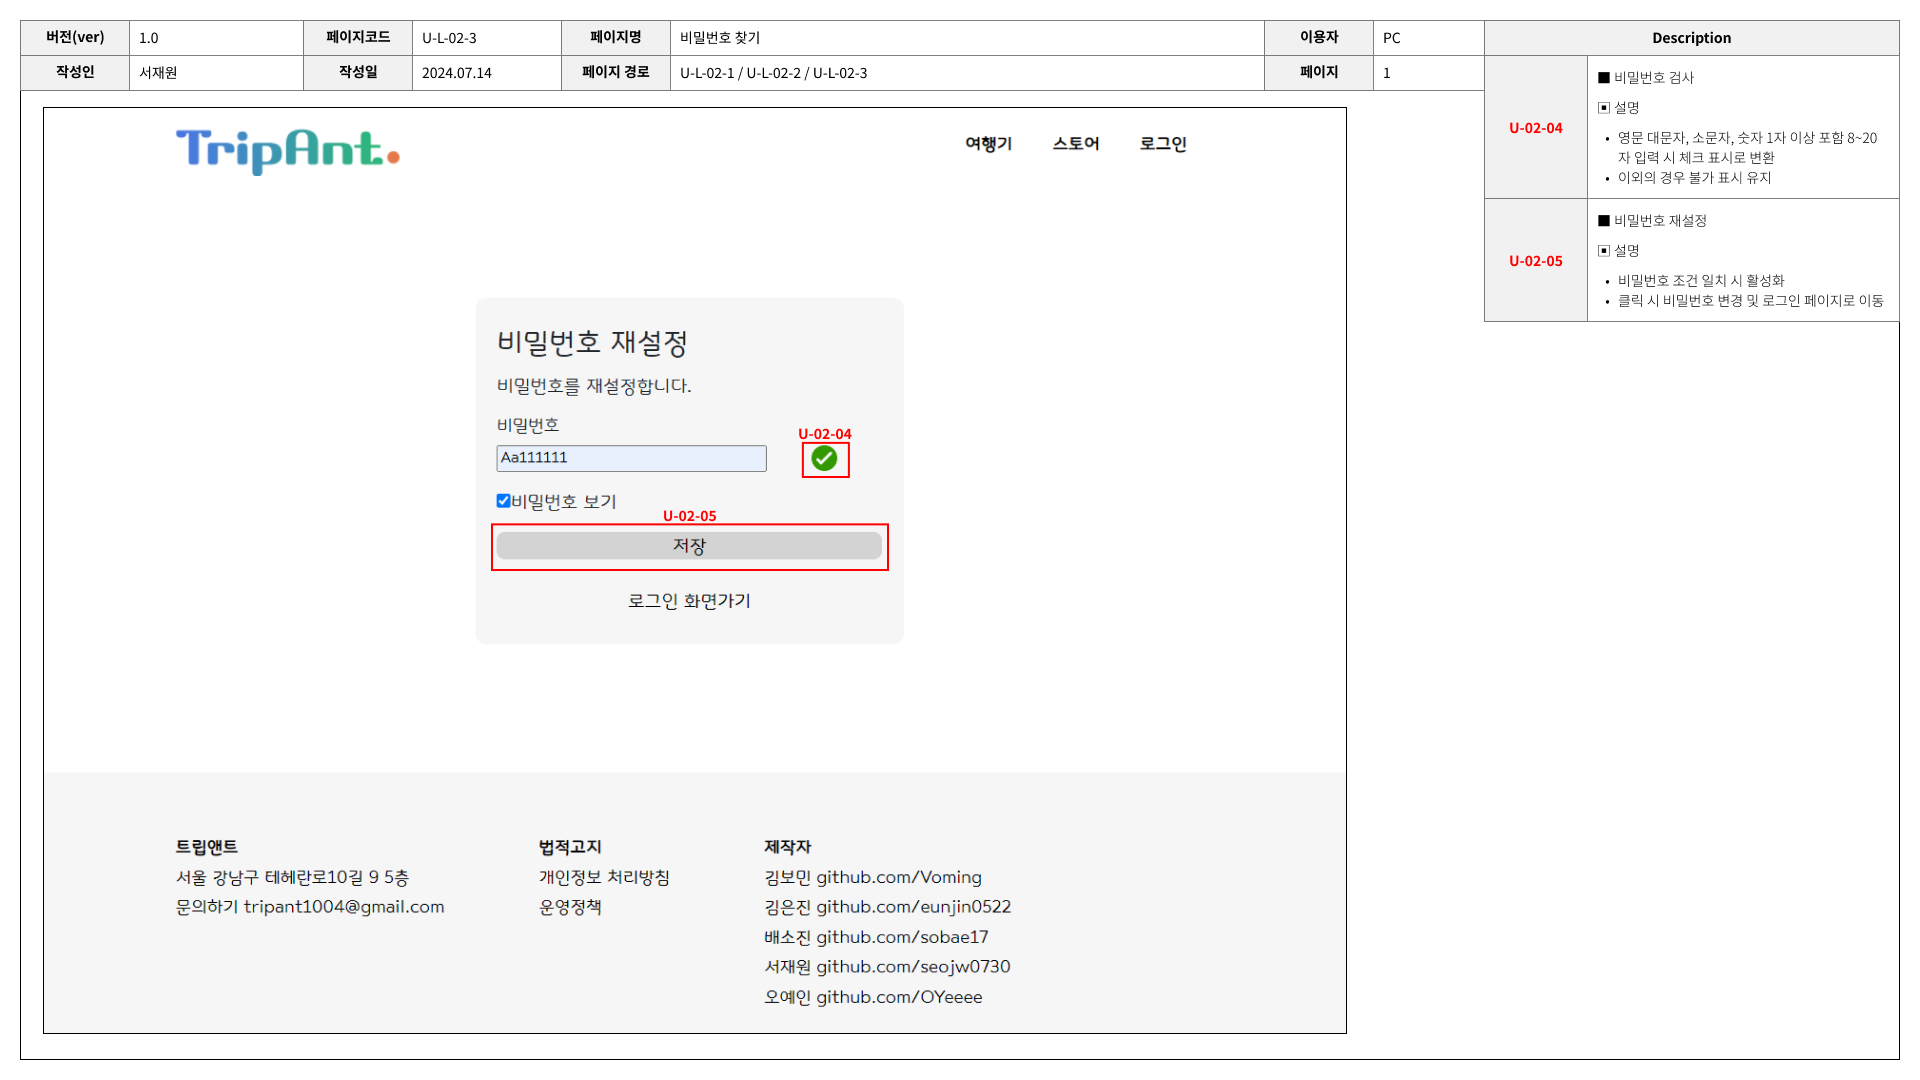 버전(ver) 1.0 페이지코드 U-L-02-3 페이지명 비밀번호 찾기 이용자 PC Description
작성인 서재원 작성일 2024.07.14 페이지 경로 U-L-02-1 / U-L-02-2 / U-L-02-3 페이지 1
TripAnt.
여행기 스토어 로그인
비밀번호 재설정
비밀번호를 재설정합니다.
비밀번호
U-02-04
Aa111111
비밀번호 보기
U-02-05
저장
로그인 화면가기
트립앤트
서울 강남구 테헤란로10길 9 5층
문의하기 tripant1004@gmail.com
법적고지
개인정보 처리방침
운영정책
제작자
김보민 github.com/Voming
김은진 github.com/eunjin0522
배소진 github.com/sobae17
서재원 github.com/seojw0730
오예인 github.com/OYeeee
U-02-04
■ 비밀번호 검사
▣ 설명
• 영문 대문자, 소문자, 숫자 1자 이상 포함 8~20
자 입력 시 체크 표시로 변환
• 이외의 경우 불가 표시 유지
U-02-05
■ 비밀번호 재설정
▣ 설명
• 비밀번호 조건 일치 시 활성화
• 클릭 시 비밀번호 변경 및 로그인 페이지로 이동